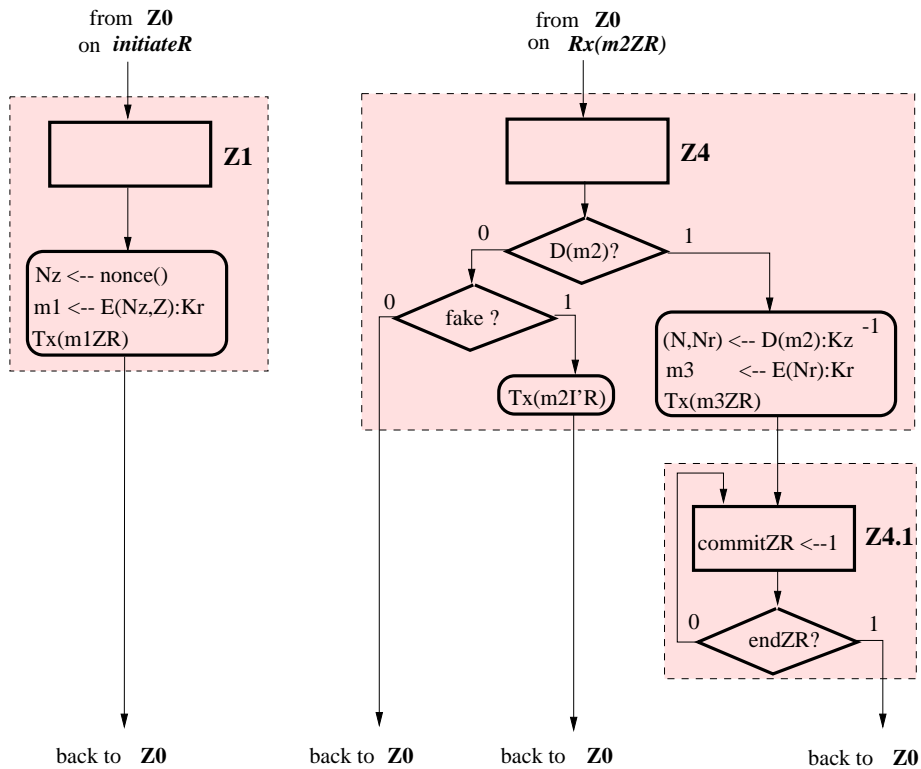 from Z0
on initiateR
Z1
Nz <-- nonce()
m1 <-- E(Nz,Z):Kr
Tx(m1ZR)
back to Z0
from Z0
on Rx(m2ZR)
Z4
D(m2)?
0
1
fake ?
0
1
Tx(m2I'R)
(N,Nr) <-- D(m2):Kz -1
m3 <-- E(Nr):Kr
Tx(m3ZR)
commitZR <--1
Z4.1
endZR?
0
1
back to Z0
back to Z0
back to Z0